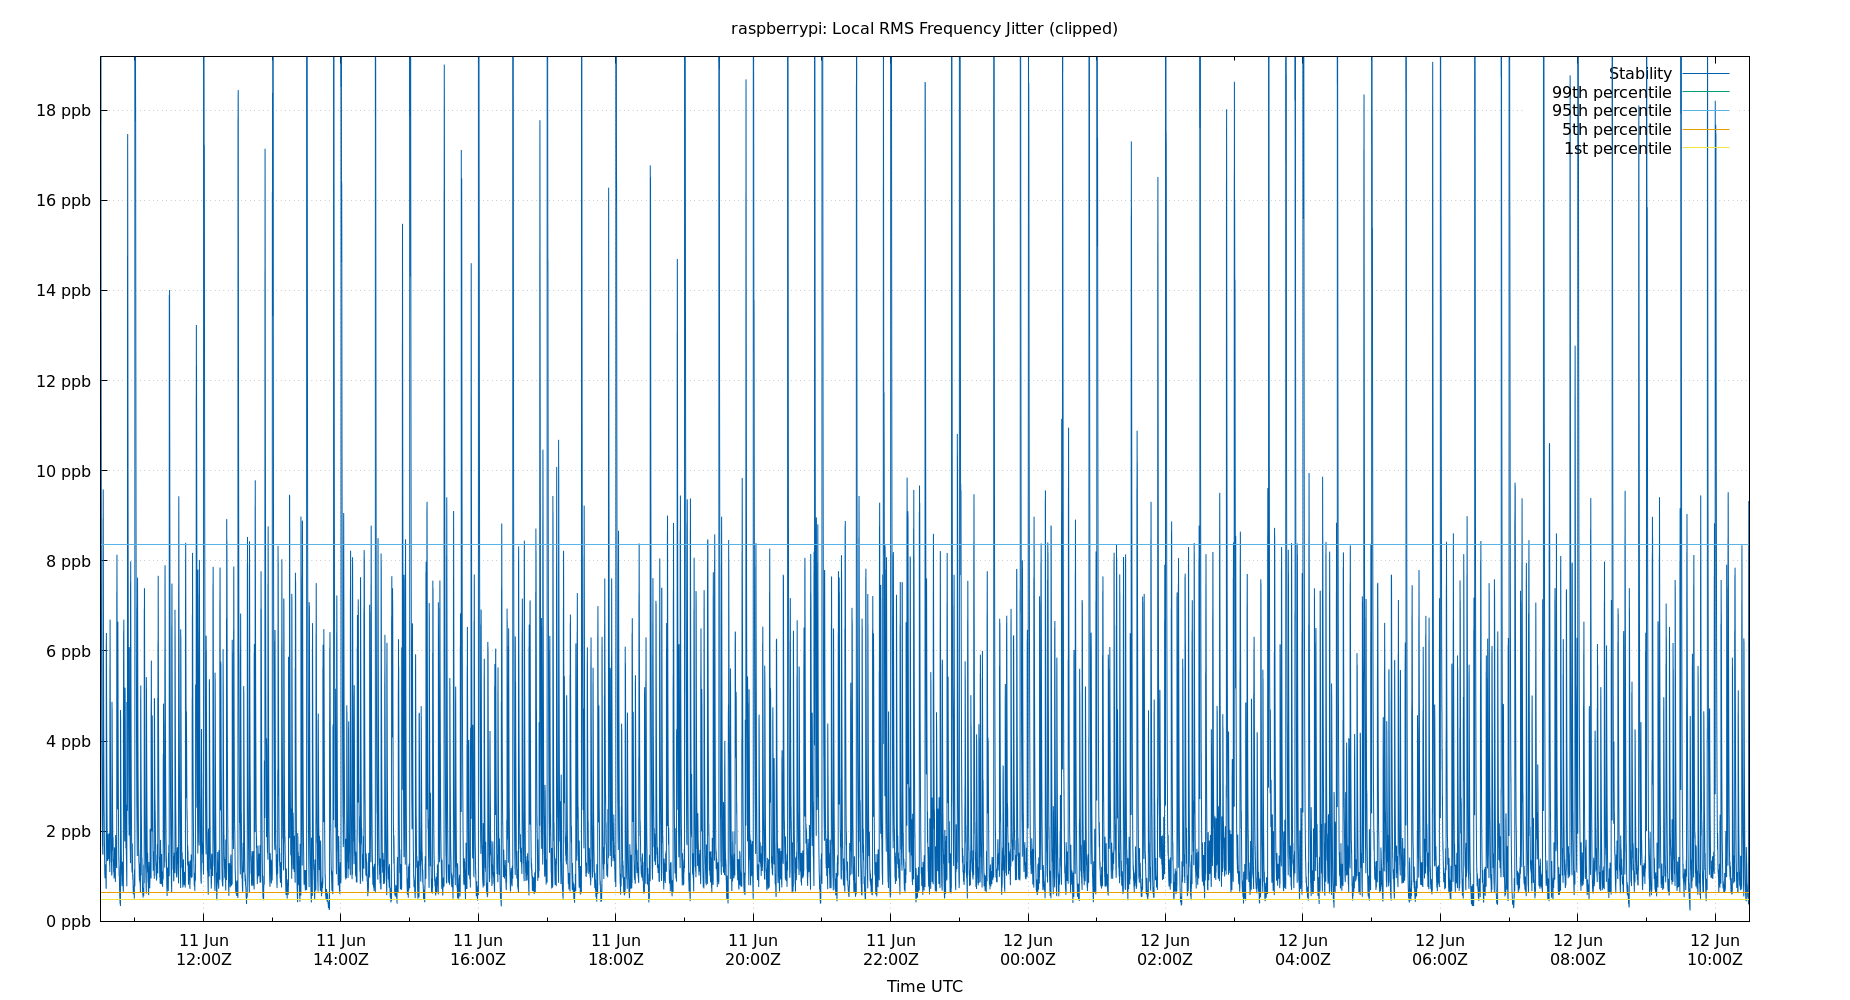 raspberrypi: Local RMS Frequency Jitter (clipped)
Stability
99th percentile
95th percentile
5th percentile
1st percentile
18 ppb
16 ppb
14 ppb
12 ppb
10 ppb
8 ppb
6 ppb
4 ppb
2 ppb
0 ppb
11 Jun 11 Jun 11 Jun 11 Jun 11 Jun 11 Jun 12 Jun 12 Jun 12 Jun 12 Jun 12 Jun 12 Jun
12:00Z 14:00Z 16:00Z 18:00Z 20:00Z 22:00Z 00:00Z 02:00Z 04:00Z 06:00Z 08:00Z 10:00Z
Time UTC